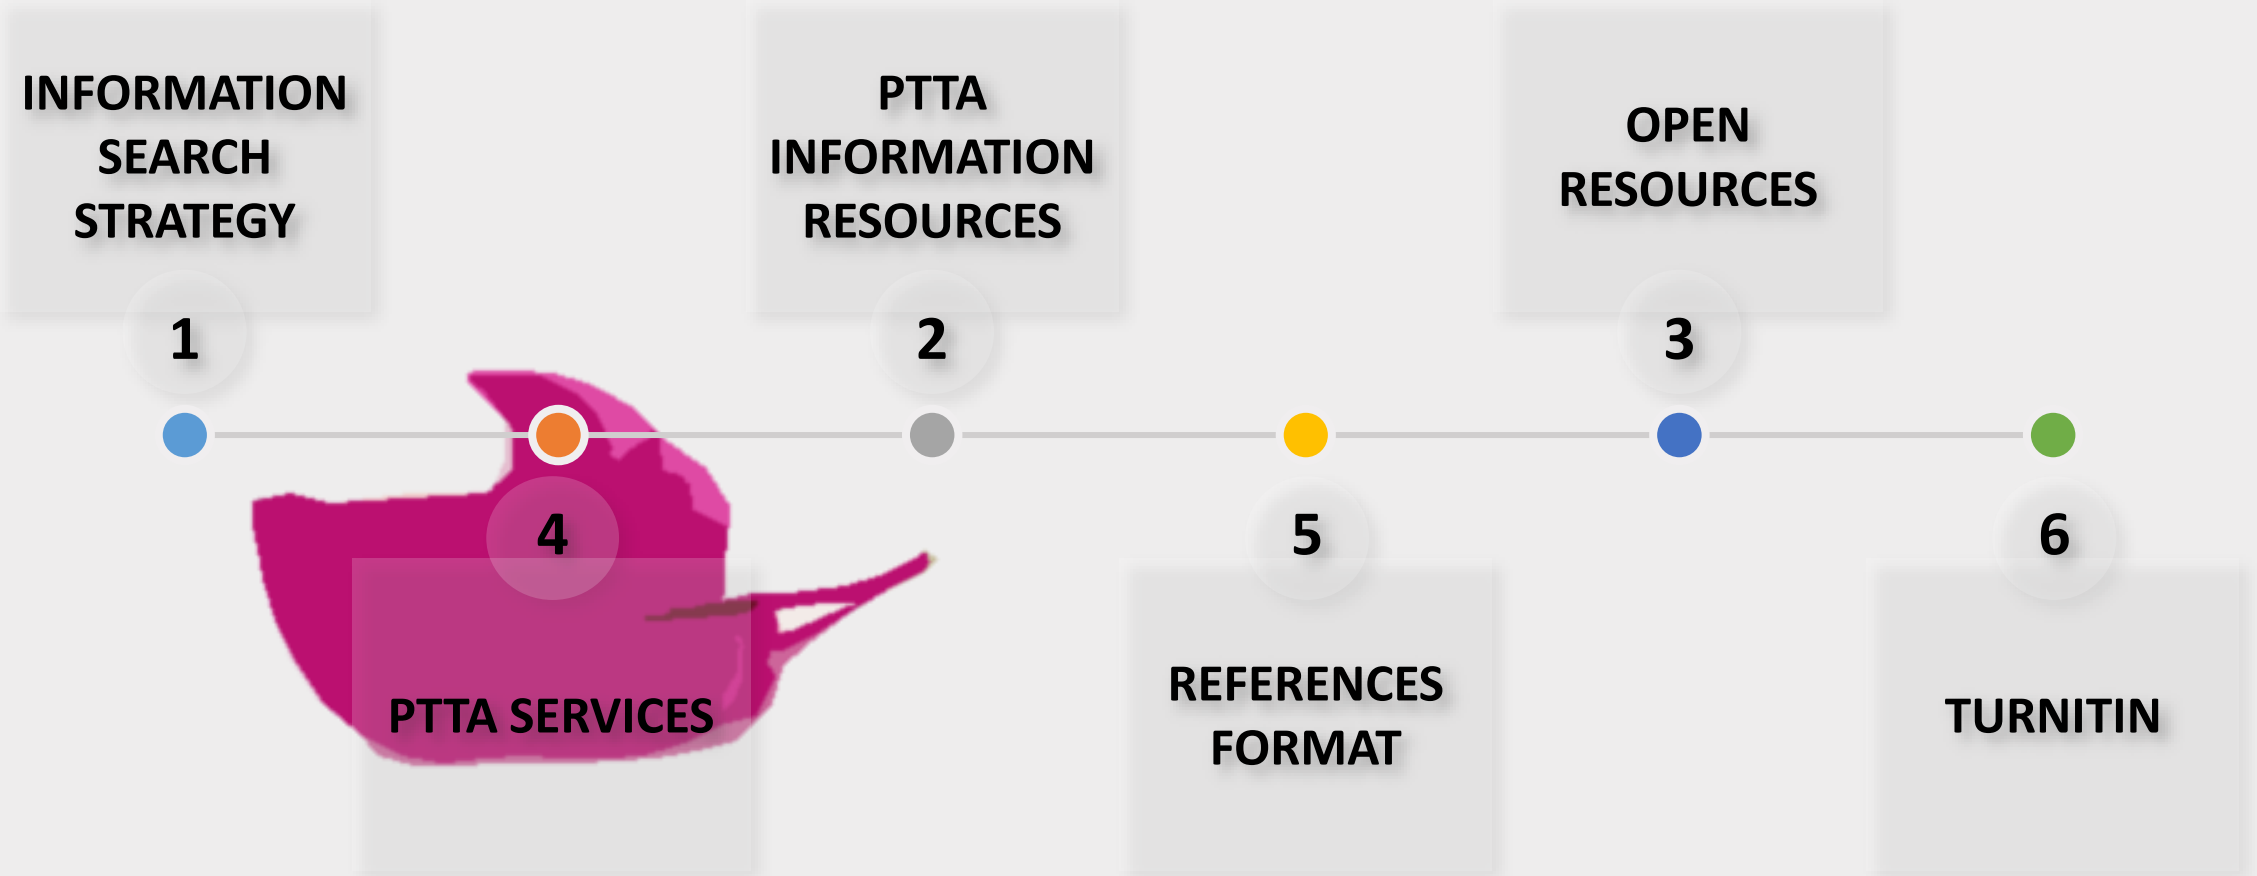 INFORMATION
SEARCH
STRATEGY
1
PTTA
INFORMATION
RESOURCES
2
OPEN
RESOURCES
3
4
PTTA SERVICES
5
REFERENCES
FORMAT
6
TURNITIN